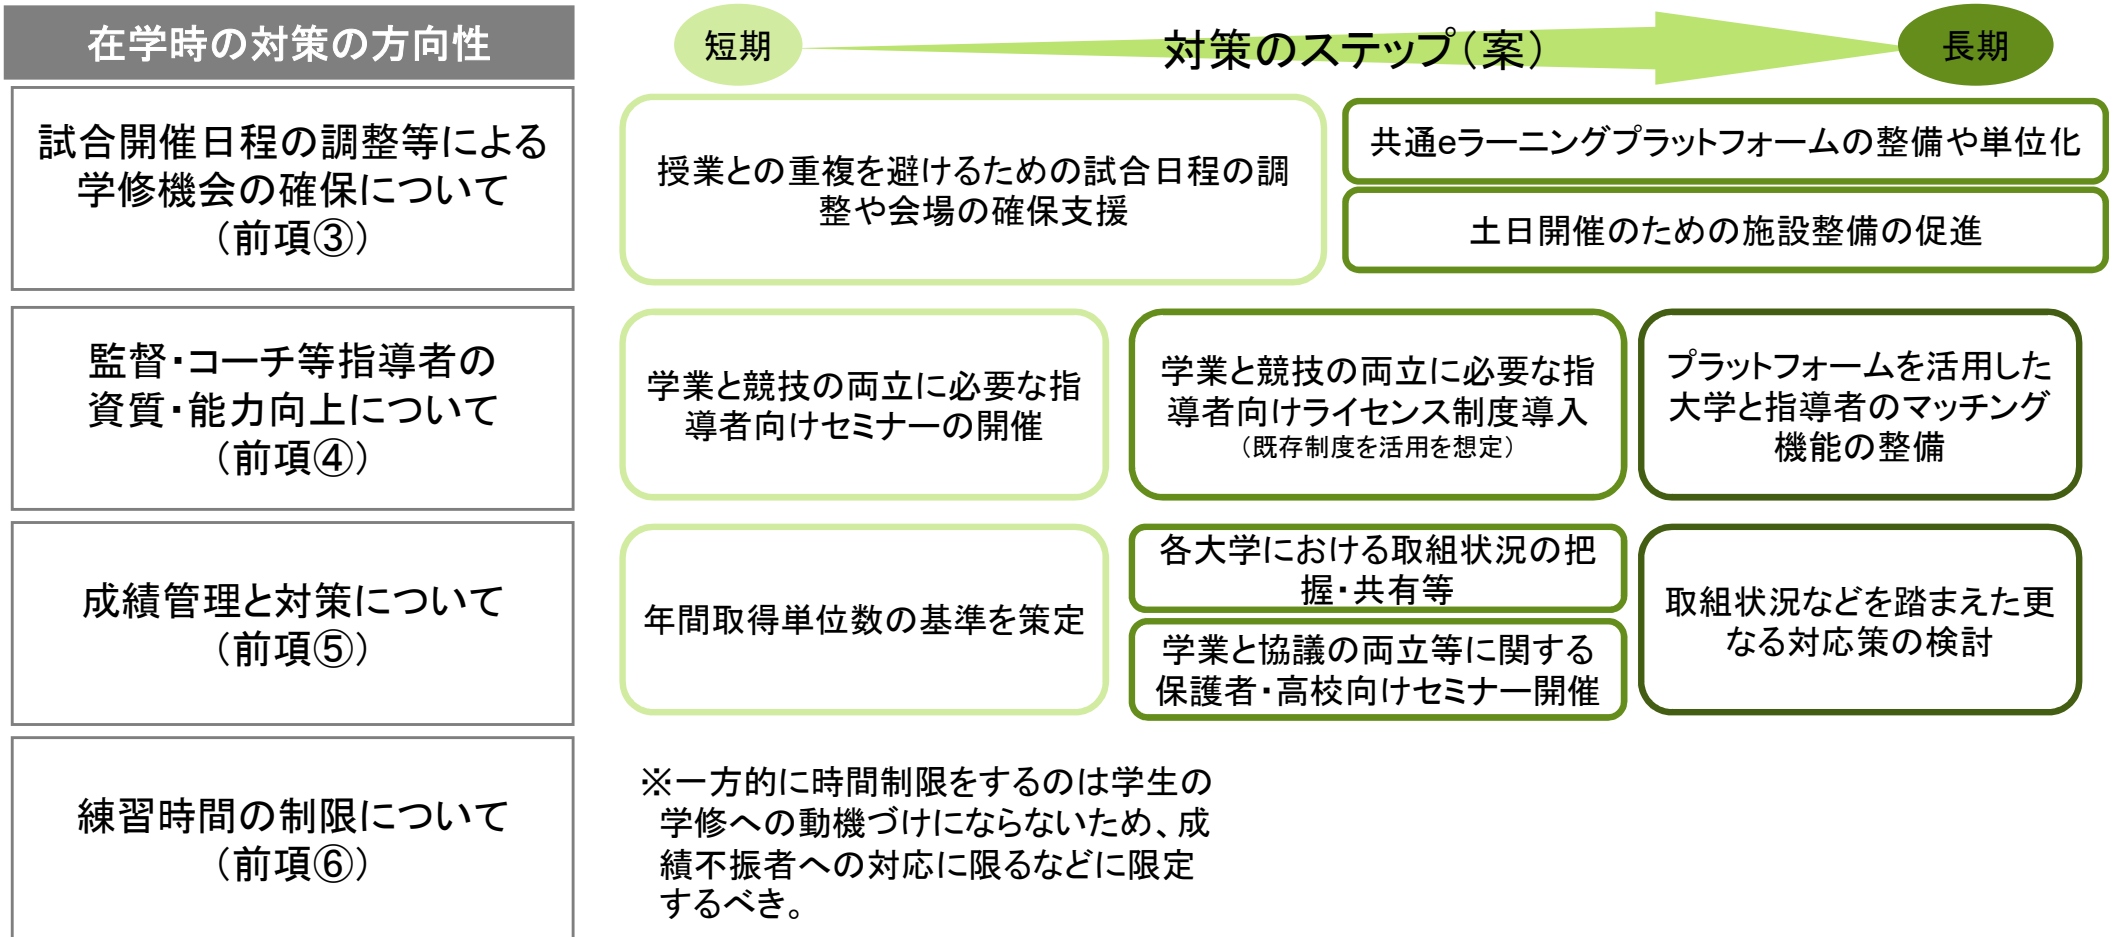 在学時の対策の方向性
短期
対策のステップ(案)
長期
試合開催日程の調整等による
学修機会の確保について
(前項③)
授業との重複を避けるための試合日程の調
整や会場の確保支援
共通eラーニングプラットフォームの整備や単位化
土日開催のための施設整備の促進
監督・コーチ等指導者の
資質・能力向上について
(前項④)
学業と競技の両立に必要な指
導者向けセミナーの開催
学業と競技の両立に必要な指
導者向けライセンス制度導入
(既存制度を活用を想定)
プラットフォームを活用した
大学と指導者のマッチング
機能の整備
成績管理と対策について
(前項⑤)
年間取得単位数の基準を策定
各大学における取組状況の把
握・共有等
学業と協議の両立等に関する
保護者・高校向けセミナー開催
取組状況などを踏まえた更
なる対応策の検討
練習時間の制限について
(前項⑥)
※一方的に時間制限をするのは学生の
学修への動機づけにならないため、成
績不振者への対応に限るなどに限定
するべき。